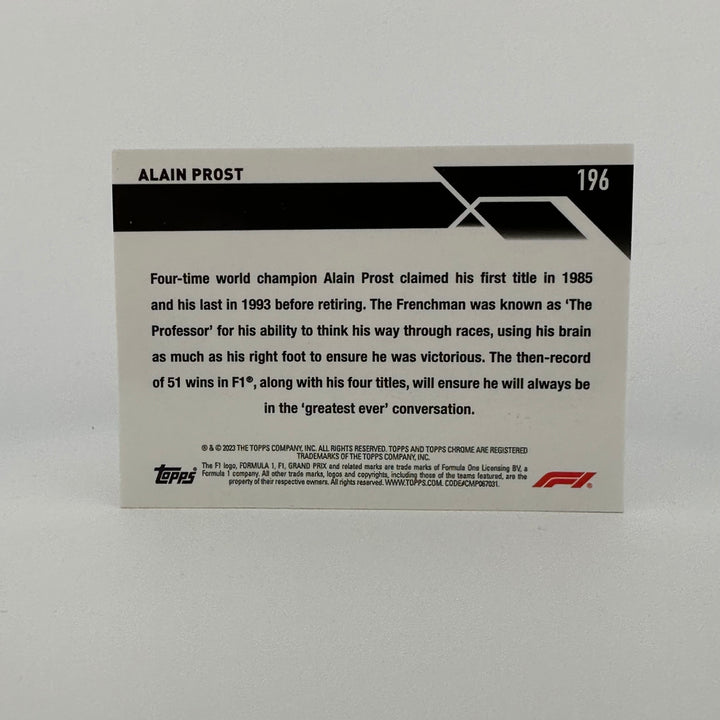 ALAIN PROST
196
Four-time world champion Alain Prost claimed his first title in 1985
and his last in 1993 before retiring. The Frenchman was known as ‘The
Professor’ for his ability to think his way through races, using his brain
as much as his right foot to ensure he was victorious. The then-record
of 51 wins in F1®, along with his four titles, will ensure he will always be
in the ‘greatest ever’ conversation.
® & © 2023 THE TOPPS COMPANY, INC. ALL RIGHTS RESERVED. TOPPS AND TOPPS CHROME ARE REGISTERED
TRADEMARKS OF THE TOPPS COMPANY, INC.
The F1 logo, FORMULA 1, F1, GRAND PRIX and related marks are trade marks of Formula One Licensing BV, a
Formula 1 company. All other trade marks, logos and copyrights, including those of the teams featured, are the
property of their respective owners. All rights reserved. WWW.TOPPS.COM. CODE#CMP067031.
topps
F1®